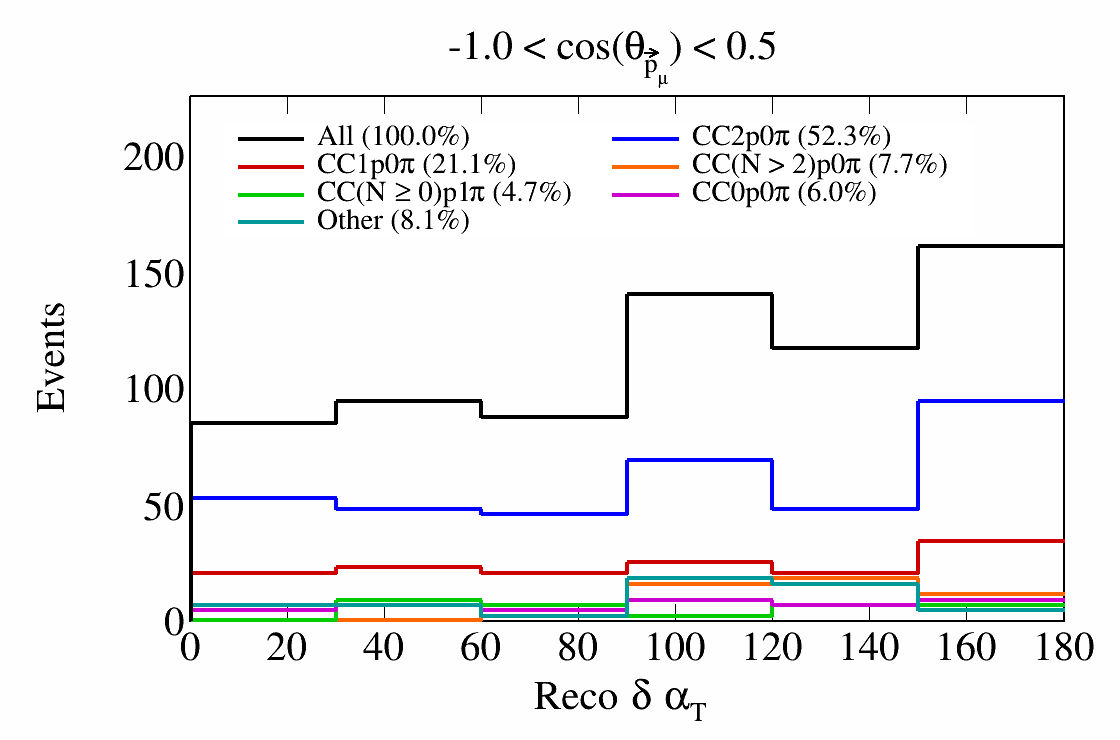 -1.0 < cos(θ_p⃗_μ) < 0.5
All (100.0%)
CC2p0π (52.3%)
CC1p0π (21.1%)
CC(N > 2)p0π (7.7%)
CC(N ≥ 0)p1π (4.7%)
CC0p0π (6.0%)
Other (8.1%)
Events
200
150
100
50
0
0 20 40 60 80 100 120 140 160 180
Reco δ α_T